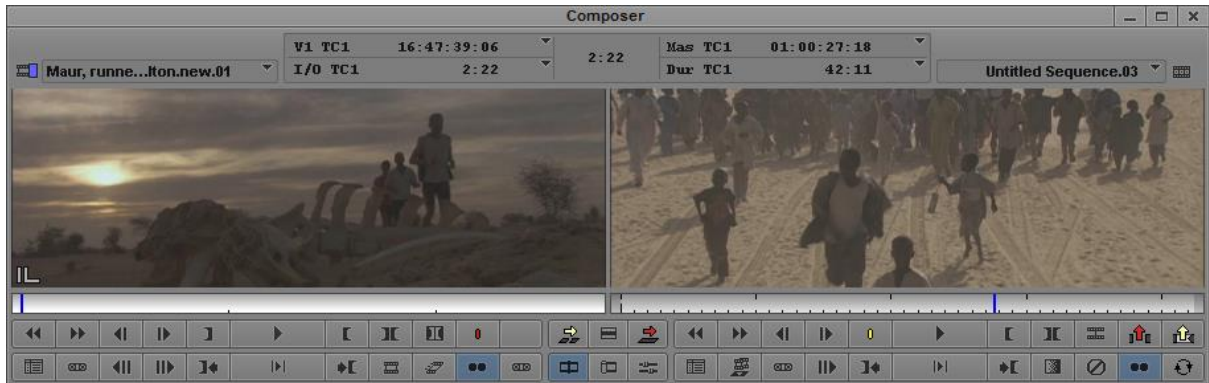 Composer
V1 TC1 16:47:39:06
I/O TC1 2:22
2:22
Mas TC1 01:00:27:18
Dur TC1 42:11
Maur, runne...lton.new.01
Untitled Sequence.03